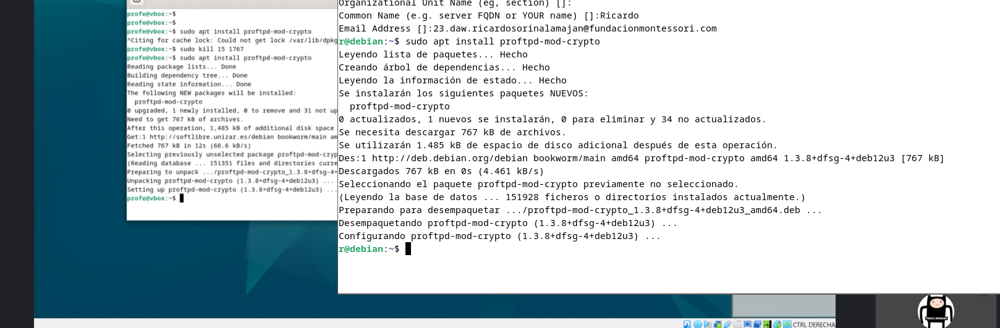 profe@vbox:~$
profe@vbox:~$
profe@vbox:~$ sudo apt install proftpd-mod-crypto
^Citing for cache lock: Could not get lock /var/lib/dpkg
profe@vbox:~$ sudo kill 15 1767
profe@vbox:~$ sudo apt install proftpd-mod-crypto
Reading package lists... Done
Building dependency tree... Done
Reading state information... Done
The following NEW packages will be installed:
proftpd-mod-crypto
0 upgraded, 1 newly installed, 0 to remove and 31 not up
Need to get 767 kB of archives.
After this operation, 1,485 kB of additional disk space
Get:1 http://softlibre.unizar.es/debian bookworm/main am
Fetched 767 kB in 12s (66.6 kB/s)
Selecting previously unselected package proftpd-mod-cryp
(Reading database ... 151351 files and directories curre
Preparing to unpack .../proftpd-mod-crypto_1.3.8+dfsg-4+
Unpacking proftpd-mod-crypto (1.3.8+dfsg-4+deb12u3) ...
Setting up proftpd-mod-crypto (1.3.8+dfsg-4+deb12u3) ...
profe@vbox:~$
Organizational Unit Name (eg, section) []:
Common Name (e.g. server FQDN or YOUR name) []:Ricardo
Email Address []:23.daw.ricardosorinalamajan@fundacionmontessori.com
r@debian:~$ sudo apt install proftpd-mod-crypto
Leyendo lista de paquetes... Hecho
Creando árbol de dependencias... Hecho
Leyendo la información de estado... Hecho
Se instalarán los siguientes paquetes NUEVOS:
proftpd-mod-crypto
0 actualizados, 1 nuevos se instalarán, 0 para eliminar y 34 no actualizados.
Se necesita descargar 767 kB de archivos.
Se utilizarán 1.485 kB de espacio de disco adicional después de esta operación.
Des:1 http://deb.debian.org/debian bookworm/main amd64 proftpd-mod-crypto amd64 1.3.8+dfsg-4+deb12u3 [767 kB]
Descargados 767 kB en 0s (4.461 kB/s)
Seleccionando el paquete proftpd-mod-crypto previamente no seleccionado.
(Leyendo la base de datos ... 151928 ficheros o directorios instalados actualmente.)
Preparando para desempaquetar .../proftpd-mod-crypto_1.3.8+dfsg-4+deb12u3_amd64.deb ...
Desempaquetando proftpd-mod-crypto (1.3.8+dfsg-4+deb12u3) ...
Configurando proftpd-mod-crypto (1.3.8+dfsg-4+deb12u3) ...
r@debian:~$
CTRL DERECHA